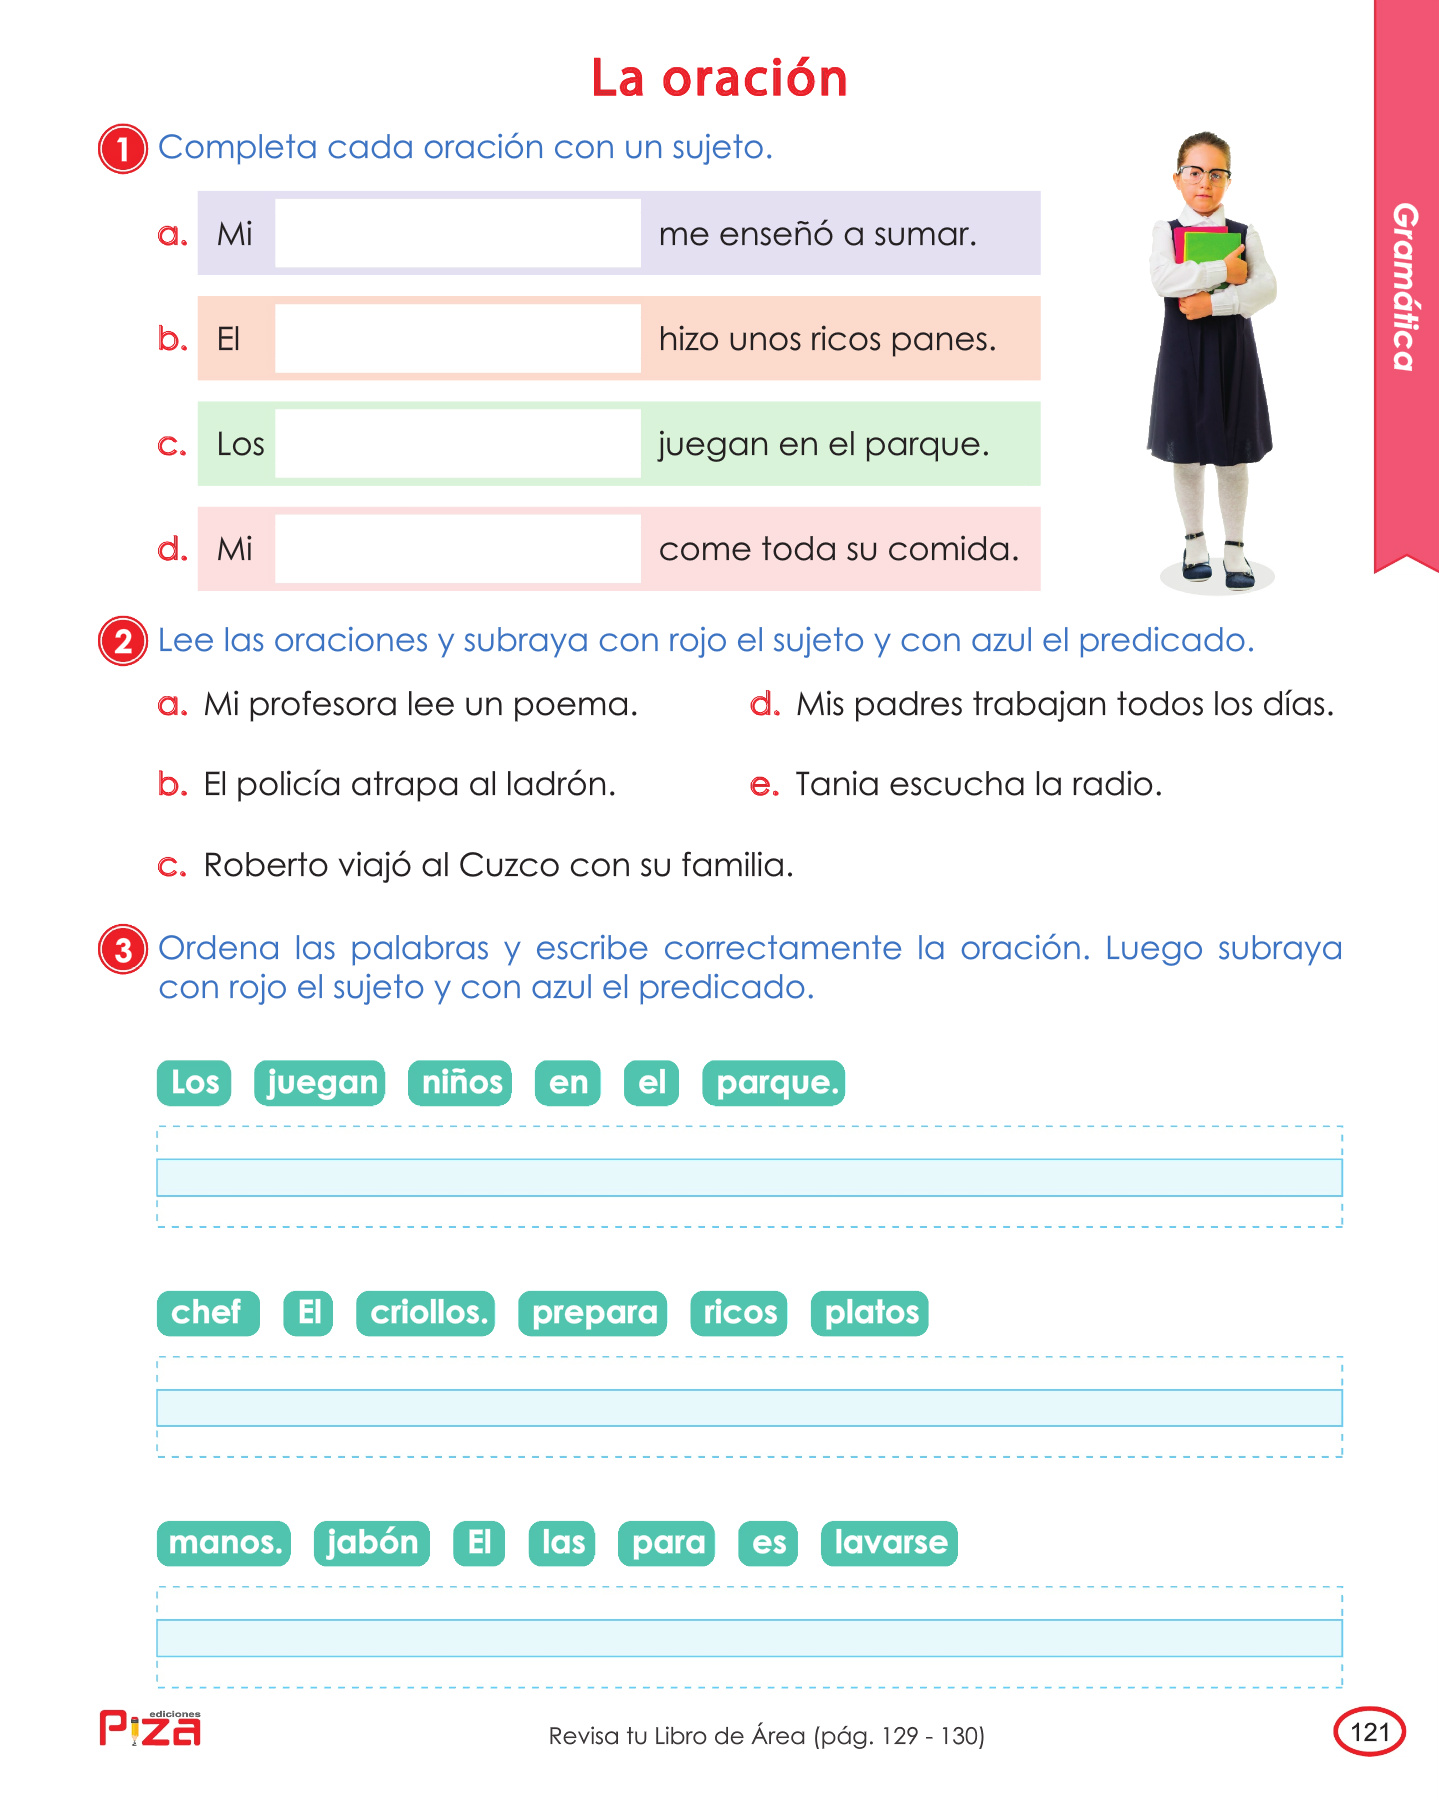 La oración
Gramática
1 Completa cada oración con un sujeto.
a. Mi me enseñó a sumar.
b. El hizo unos ricos panes.
c. Los juegan en el parque.
d. Mi come toda su comida.
2 Lee las oraciones y subraya con rojo el sujeto y con azul el predicado.
a. Mi profesora lee un poema.
b. El policía atrapa al ladrón.
c. Roberto viajó al Cuzco con su familia.
d. Mis padres trabajan todos los días.
e. Tania escucha la radio.
3 Ordena las palabras y escribe correctamente la oración. Luego subraya
con rojo el sujeto y con azul el predicado.
Los juegan niños en el parque.
chef El criollos. prepara ricos platos
manos. jabón El las para es lavarse
ediciones
Piza
Revisa tu Libro de Área (pág. 129 - 130)
121